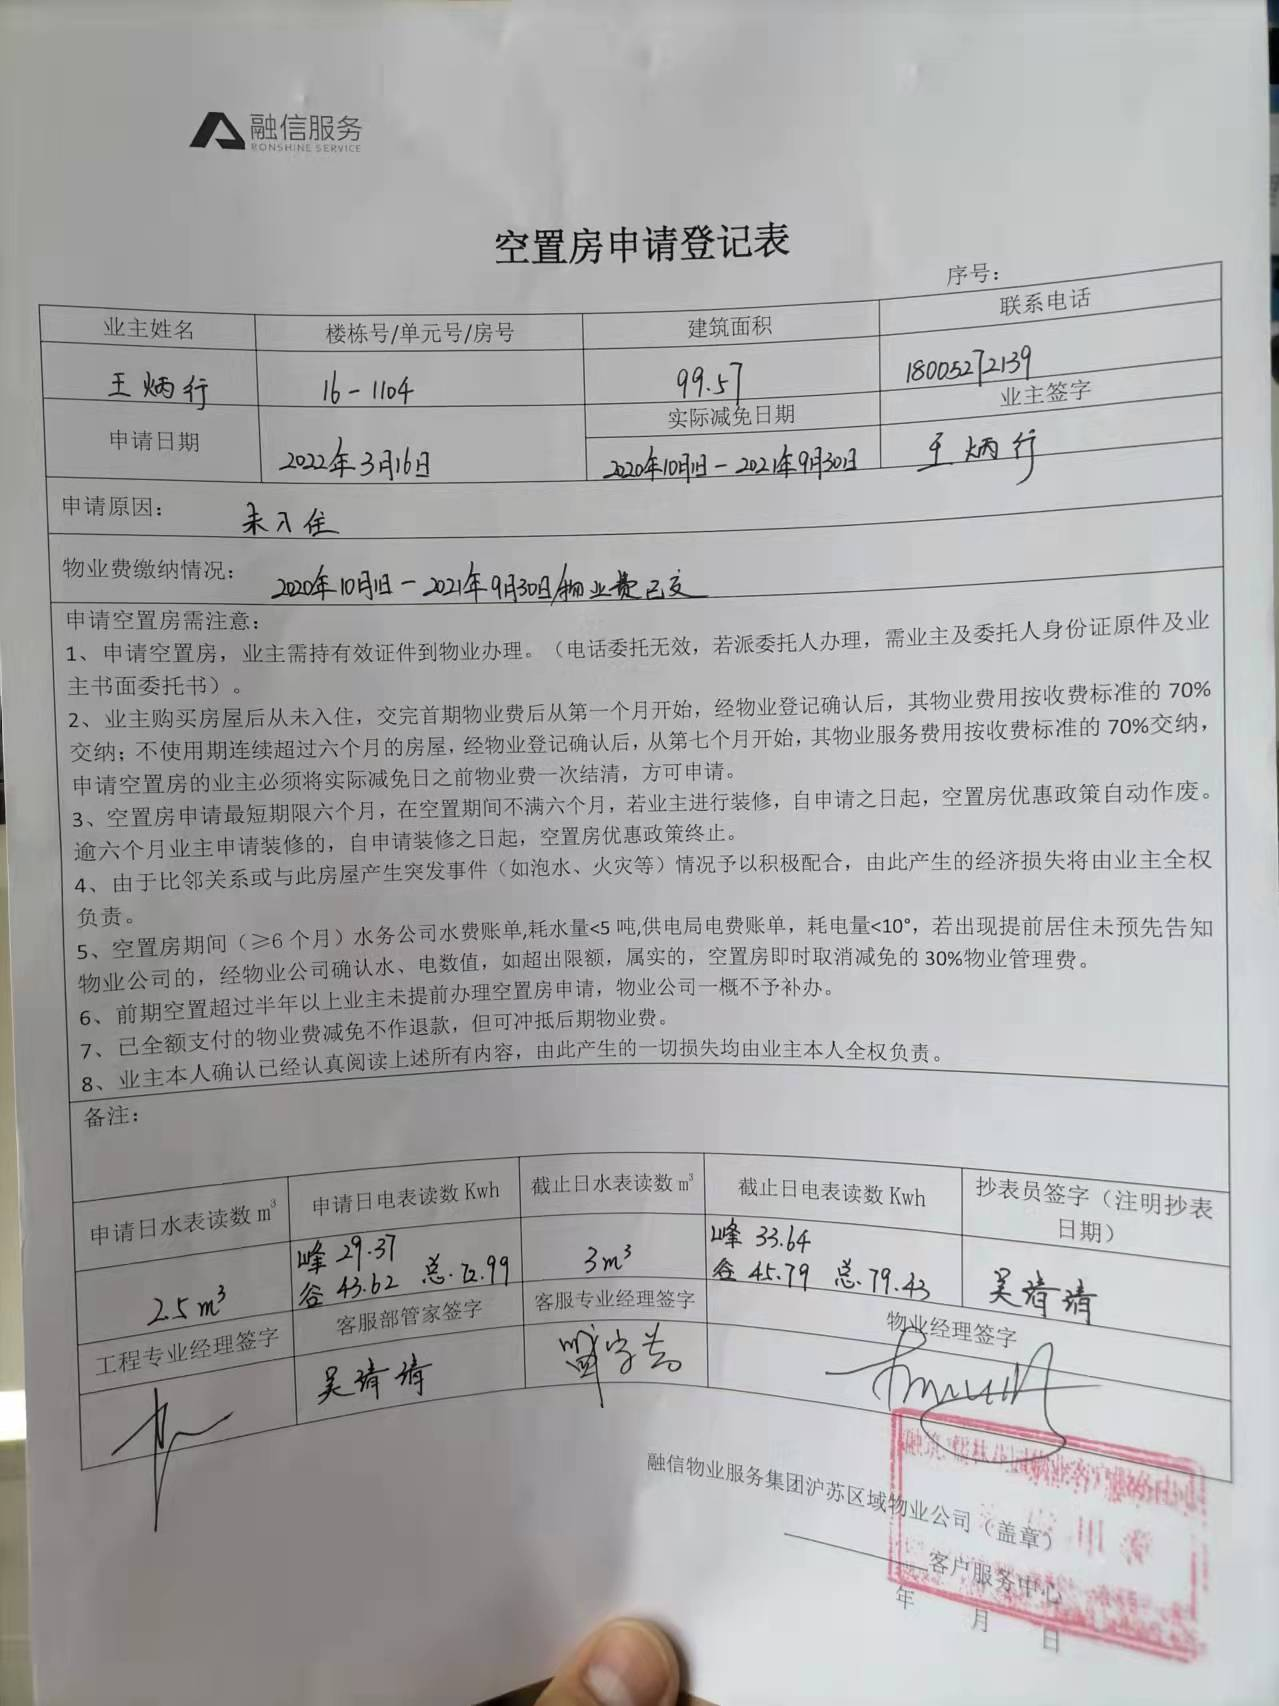 融信服务
RONSHINE SERVICE
空置房申请登记表
序号：
业主姓名 楼栋号/单元号/房号 建筑面积 联系电话
王炳行 16-1104 99.57 18005272139
申请日期 2022年3月16日 实际减免日期 业主签字
2020年10月1日-2021年9月30日 王炳行
申请原因： 未入住
物业费缴纳情况： 2020年10月1日-2021年9月30日/物业费已交
申请空置房需注意：
1、申请空置房，业主需持有效证件到物业办理。（电话委托无效，若派委托人办理，需业主及委托人身份证原件及业
主书面委托书）。
2、业主购买房屋后从未入住，交完首期物业费后从第一个月开始，经物业登记确认后，其物业费用按收费标准的 70%
交纳；不使用期连续超过六个月的房屋，经物业登记确认后，从第七个月开始，其物业服务费用按收费标准的 70%交纳，
申请空置房的业主必须将实际减免日之前物业费一次结清，方可申请。
3、空置房申请最短期限六个月，在空置期间不满六个月，若业主进行装修，自申请之日起，空置房优惠政策自动作废。
逾六个月业主申请装修的，自申请装修之日起，空置房优惠政策终止。
4、由于比邻关系或与此房屋产生突发事件（如泡水、火灾等）情况予以积极配合，由此产生的经济损失将由业主全权
负责。
5、空置房期间（≥6 个月）水务公司水费账单,耗水量<5 吨,供电局电费账单，耗电量<10°，若出现提前居住未预先告知
物业公司的，经物业公司确认水、电数值，如超出限额，属实的，空置房即时取消减免的 30%物业管理费。
6、前期空置超过半年以上业主未提前办理空置房申请，物业公司一概不予补办。
7、已全额支付的物业费减免不作退款，但可冲抵后期物业费。
8、业主本人确认已经认真阅读上述所有内容，由此产生的一切损失均由业主本人全权负责。
备注：
申请日水表读数 m³ 申请日电表读数 Kwh 截止日水表读数 m³ 截止日电表读数 Kwh 抄表员签字（注明抄表
日期）
2.5m³ 峰 29.37 3m³ 峰 33.64 吴清清
谷 43.62 总. .99 谷 45.79 总.79.43
工程专业经理签字 客服部管家签字 客服专业经理签字 物业经理签字
吴清清
融信物业服务集团沪苏区域物业公司（盖章）
客户服务中心
年 月 日